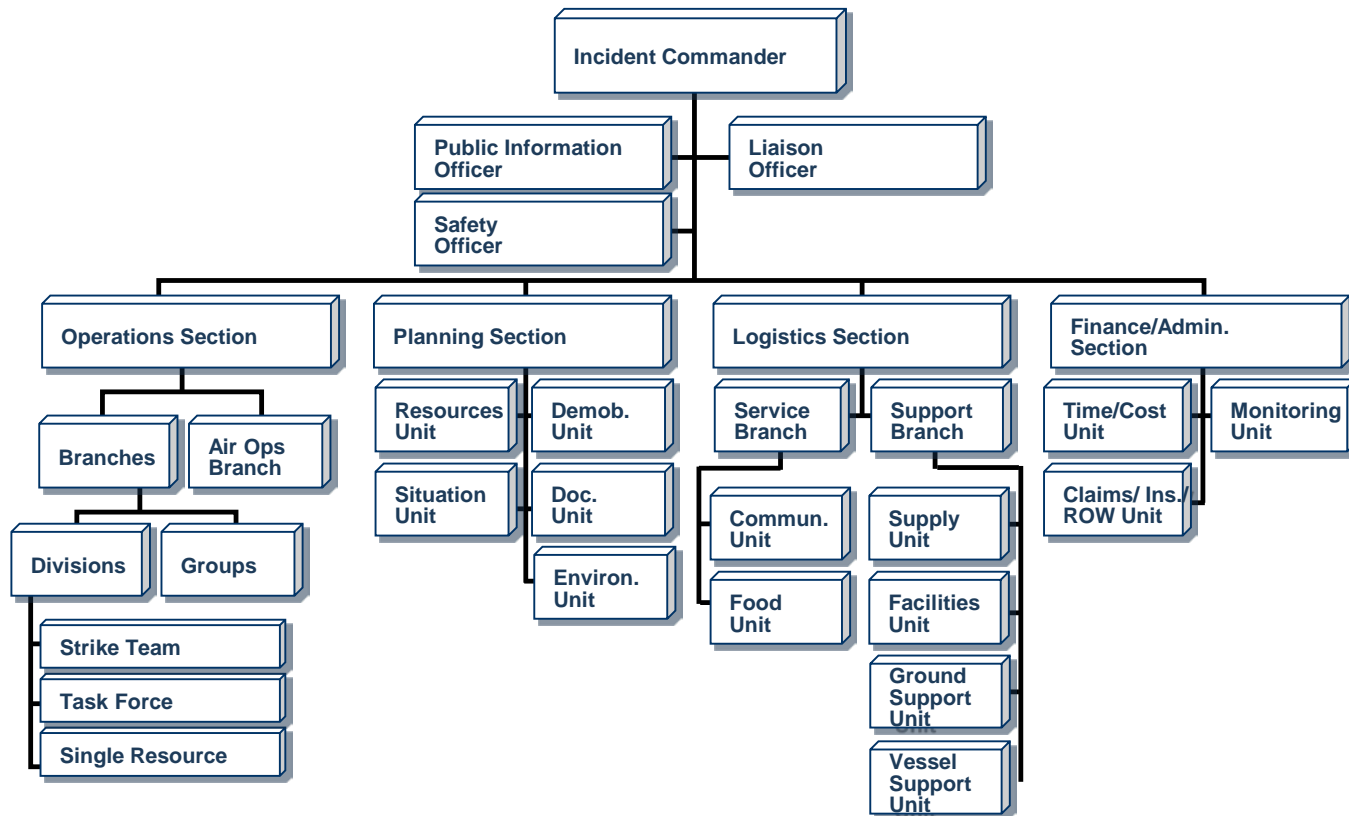 Incident Commander
Public Information
Officer
Liaison
Officer
Safety
Officer
Operations Section
Planning Section
Logistics Section
Finance/Admin.
Section
Branches
Air Ops
Branch
Divisions
Groups
Strike Team
Task Force
Single Resource
Resources
Unit
Demob.
Unit
Situation
Unit
Doc.
Unit
Environ.
Unit
Service
Branch
Support
Branch
Commun.
Unit
Food
Unit
Supply
Unit
Facilities
Unit
Ground
Support
Unit
Vessel
Support
Unit
Time/Cost
Unit
Monitoring
Unit
Claims/ Ins./
ROW Unit